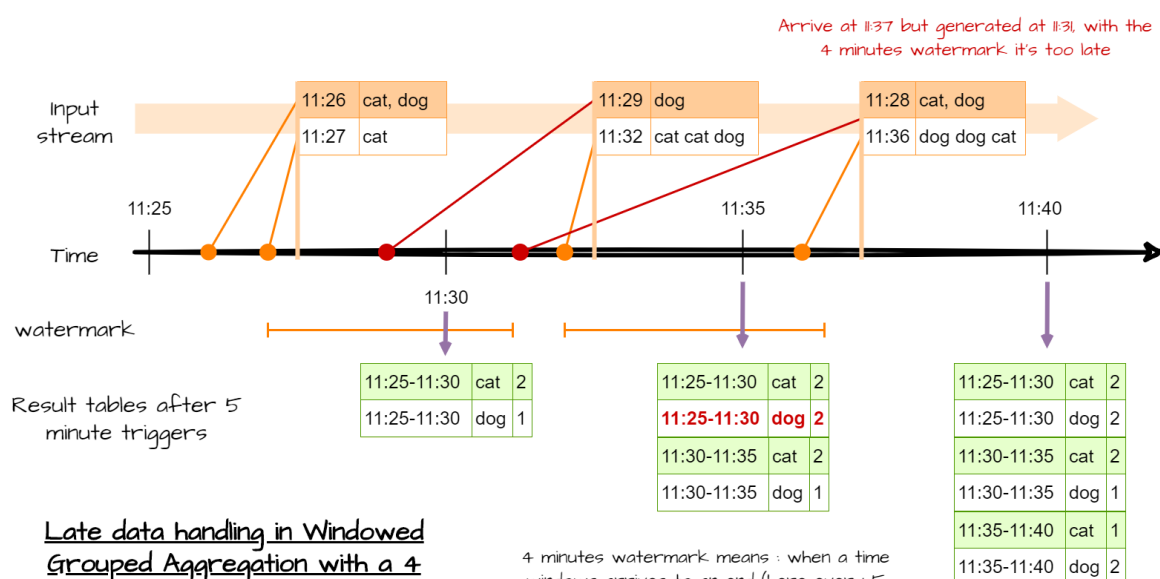 Arrive at 11:37 but generated at 11:31, with the
4 minutes watermark it's too late
Input
stream
11:26 cat, dog
11:27 cat
11:29 dog
11:32 cat cat dog
11:28 cat, dog
11:36 dog dog cat
11:25
11:35
11:40
Time
11:30
watermark
Result tables after 5
minute triggers
11:25-11:30 cat 2
11:25-11:30 dog 1
11:25-11:30 cat 2
11:25-11:30 dog 2
11:30-11:35 cat 2
11:30-11:35 dog 1
11:25-11:30 cat 2
11:25-11:30 dog 2
11:30-11:35 cat 2
11:30-11:35 dog 1
11:35-11:40 cat 1
11:35-11:40 dog 2
Late data handling in Windowed
Grouped Aggregation with a 4
4 minutes watermark means : when a time